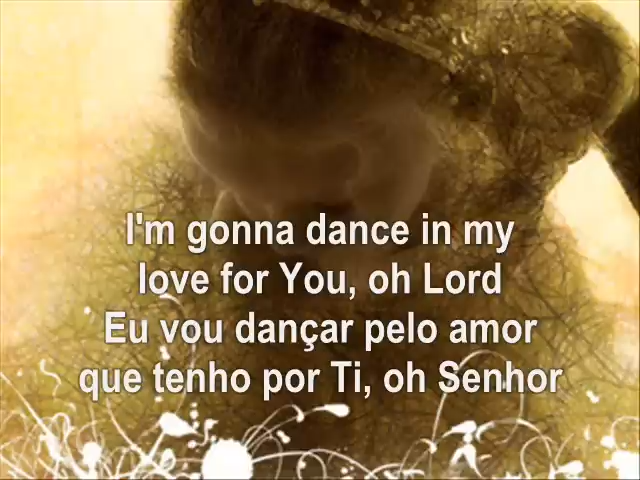 I'm gonna dance in my
love for You, oh Lord
Eu vou dançar pelo amor
que tenho por Ti, oh Senhor